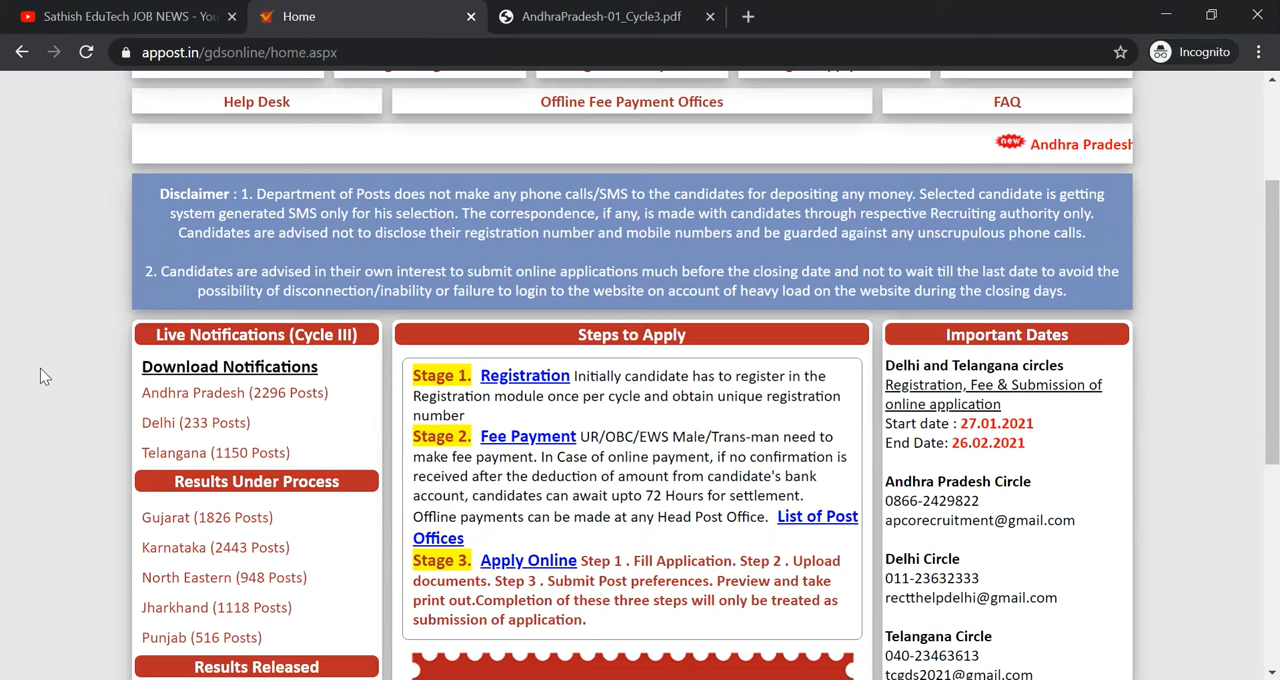 Sathish EduTech JOB NEWS - You
Home
AndhraPradesh-01_Cycle3.pdf
appost.in/gdsonline/home.aspx
Incognito
Help Desk
Offline Fee Payment Offices
FAQ
new Andhra Pradesh
Disclaimer : 1. Department of Posts does not make any phone calls/SMS to the candidates for depositing any money. Selected candidate is getting
system generated SMS only for his selection. The correspondence, if any, is made with candidates through respective Recruiting authority only.
Candidates are advised not to disclose their registration number and mobile numbers and be guarded against any unscrupulous phone calls.
2. Candidates are advised in their own interest to submit online applications much before the closing date and not to wait till the last date to avoid the
possibility of disconnection/inability or failure to login to the website on account of heavy load on the website during the closing days.
Live Notifications (Cycle III)
Download Notifications
Andhra Pradesh (2296 Posts)
Delhi (233 Posts)
Telangana (1150 Posts)
Results Under Process
Gujarat (1826 Posts)
Karnataka (2443 Posts)
North Eastern (948 Posts)
Jharkhand (1118 Posts)
Punjab (516 Posts)
Results Released
Steps to Apply
Stage 1. Registration Initially candidate has to register in the
Registration module once per cycle and obtain unique registration
number
Stage 2. Fee Payment UR/OBC/EWS Male/Trans-man need to
make fee payment. In Case of online payment, if no confirmation is
received after the deduction of amount from candidate's bank
account, candidates can await upto 72 Hours for settlement.
Offline payments can be made at any Head Post Office. List of Post
Offices
Stage 3. Apply Online Step 1 . Fill Application. Step 2 . Upload
documents. Step 3 . Submit Post preferences. Preview and take
print out.Completion of these three steps will only be treated as
submission of application.
Important Dates
Delhi and Telangana circles
Registration, Fee & Submission of
online application
Start date : 27.01.2021
End Date: 26.02.2021
Andhra Pradesh Circle
0866-2429822
apcorecruitment@gmail.com
Delhi Circle
011-23632333
rectthelpdelhi@gmail.com
Telangana Circle
040-23463613
tcgds2021@gmail.com